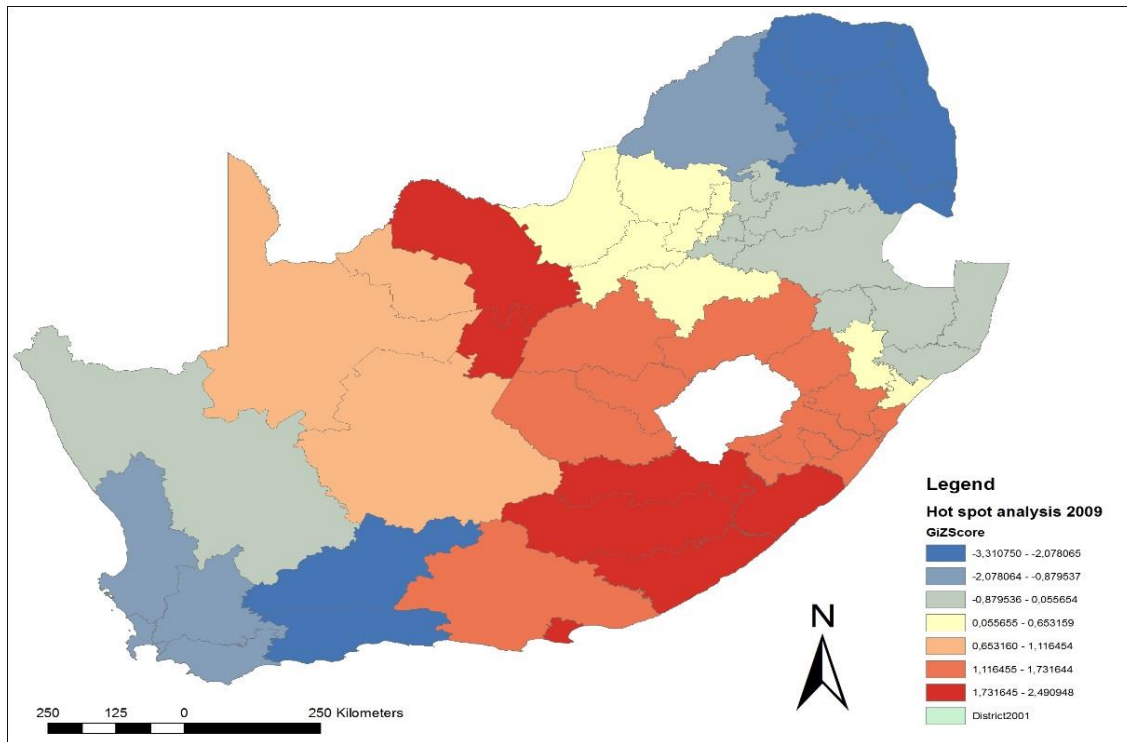 Legend
Hot spot analysis 2009
GiZScore
-3,310750 - -2,078065
-2,078064 - -0,879537
-0,879536 - 0,055654
0,055655 - 0,653159
0,653160 - 1,116454
1,116455 - 1,731644
1,731645 - 2,490948
District2001
N
250 125 0 250 Kilometers